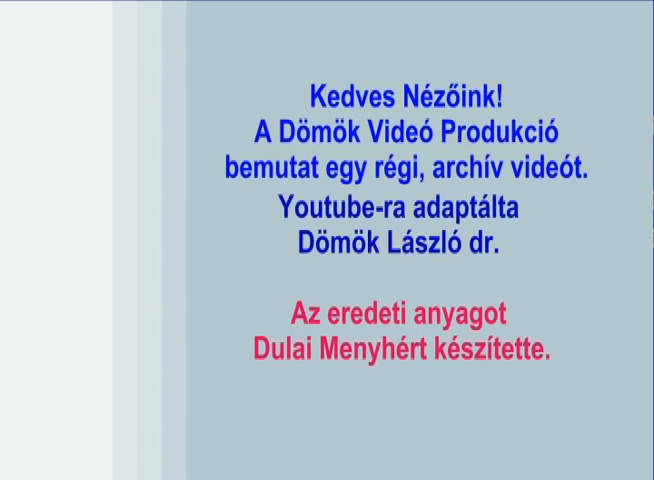 Kedves Nézőink!
A Dömök Videó Produkció
bemutat egy régi, archív videót.
Youtube-ra adaptálta
Dömök László dr.
Az eredeti anyagot
Dulai Menyhért készítette.